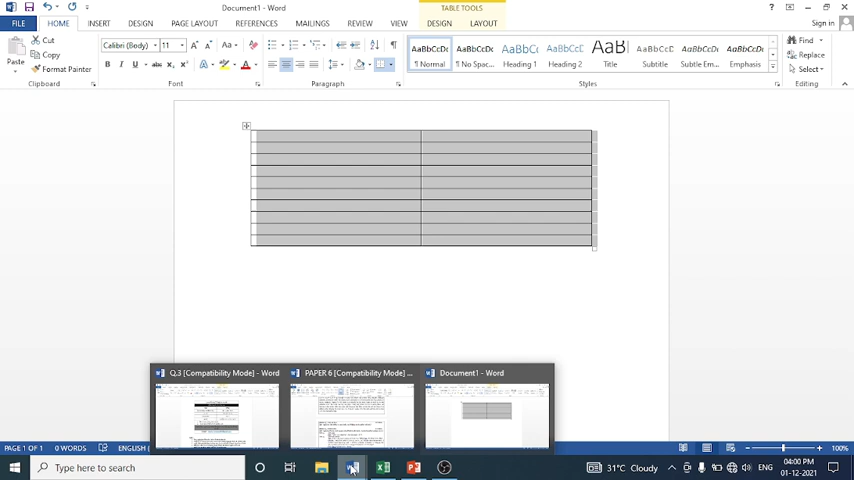 Document1 - Word
TABLE TOOLS
Sign in
FILE HOME INSERT DESIGN PAGE LAYOUT REFERENCES MAILINGS REVIEW VIEW DESIGN LAYOUT
Cut
Copy
Format Painter
Paste
Clipboard
Calibri (Body) 11
Font
Paragraph
AaBbCcDc AaBbCcDc AaBbCc AaBbCc AaBl AaBbCcD AaBbCcDc AaBbCcDc
¶ Normal ¶ No Spac... Heading 1 Heading 2 Title Subtitle Subtle Em... Emphasis
Styles
Find
Replace
Select
Editing
Q.3 [Compatibility Mode] - Word
PAPER 6 [Compatibility Mode] ...
Document1 - Word
PAGE 1 OF 1 0 WORDS ENGLISH (
100%
Type here to search
31°C Cloudy
ENG
04:00 PM
01-12-2021